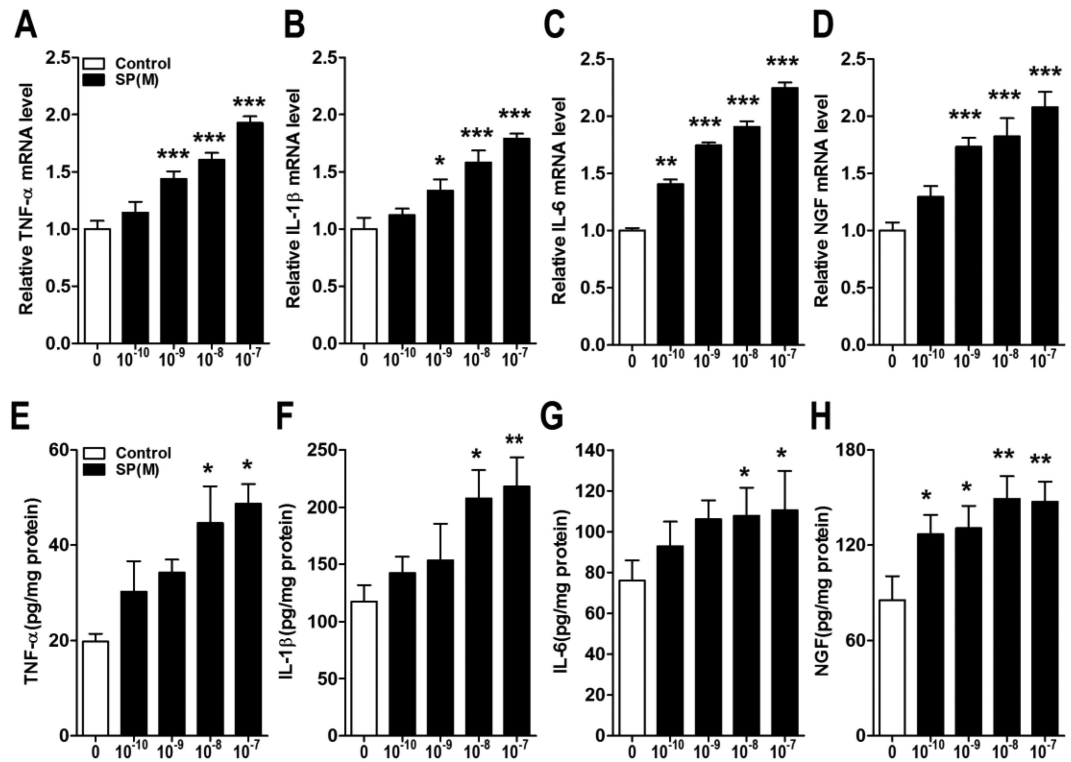 A
Relative TNF-α mRNA level
2.5
2.0
1.5
1.0
0.5
0.0
Control
SP(M)
***
***
***
0 10-10 10-9 10-8 10-7
B
Relative IL-1β mRNA level
2.5
2.0
1.5
1.0
0.5
0.0
*
***
***
0 10-10 10-9 10-8 10-7
C
Relative IL-6 mRNA level
2.5
2.0
1.5
1.0
0.5
0.0
**
***
***
***
0 10-10 10-9 10-8 10-7
D
Relative NGF mRNA level
2.5
2.0
1.5
1.0
0.5
0.0
***
***
***
0 10-10 10-9 10-8 10-7
E
TNF-α(pg/mg protein)
60
40
20
0
Control
SP(M)
*
*
0 10-10 10-9 10-8 10-7
F
IL-1β(pg/mg protein)
250
200
150
100
50
0
*
**
0 10-10 10-9 10-8 10-7
G
IL-6(pg/mg protein)
140
120
100
80
60
40
20
0
*
*
0 10-10 10-9 10-8 10-7
H
NGF(pg/mg protein)
180
120
60
0
*
*
**
**
0 10-10 10-9 10-8 10-7